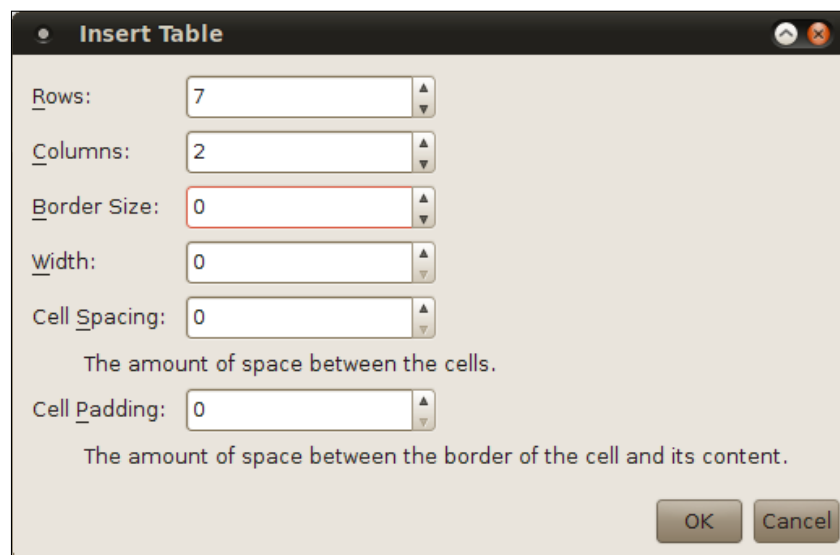 Insert Table
Rows: 7
Columns: 2
Border Size: 0
Width: 0
Cell Spacing: 0
The amount of space between the cells.
Cell Padding: 0
The amount of space between the border of the cell and its content.
OK Cancel